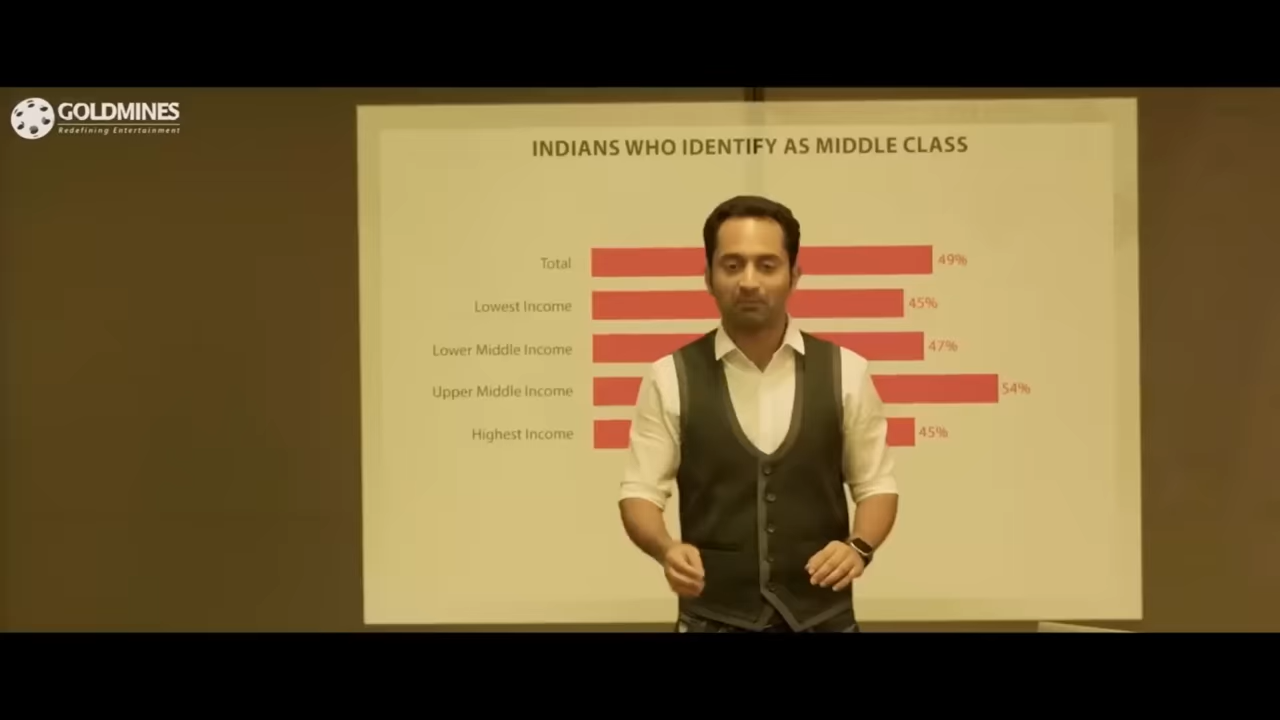 GOLDMINES
Redefining Entertainment
INDIANS WHO IDENTIFY AS MIDDLE CLASS
Total 49%
Lowest Income 45%
Lower Middle Income 47%
Upper Middle Income 54%
Highest Income 45%